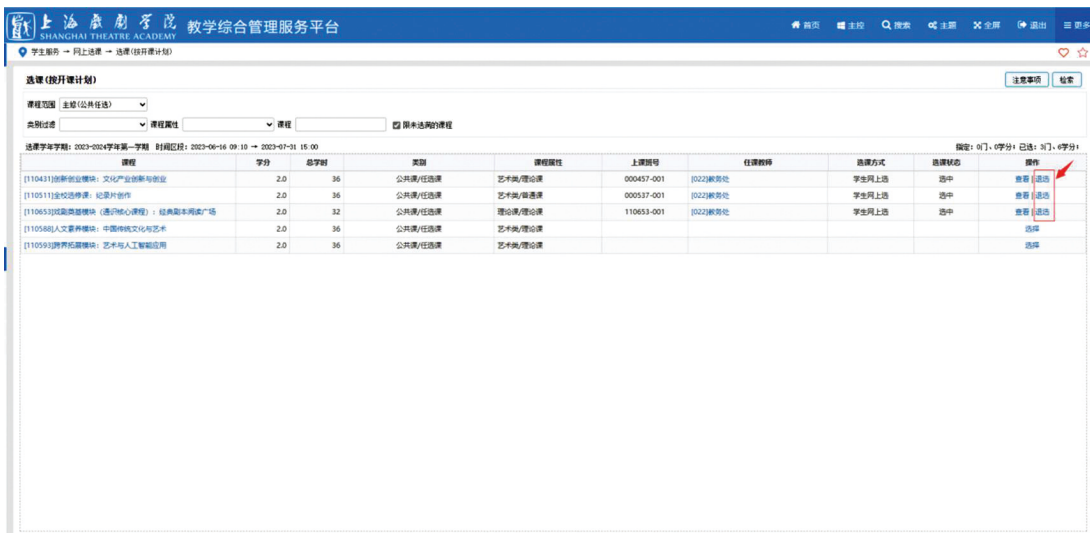 上海戲劇学院 教学综合管理服务平台
SHANGHAI THEATRE ACADEMY
首页 主控 搜索 主题 全屏 退出 更多
学生服务 → 网上选课 → 选课(按开课计划)
选课(按开课计划) 注意事项 检索
课程范围 主修(公共任选)
类别过滤 课程属性 课程 限未选满的课程
选课学年学期：2023-2024学年第一学期 时间区段：2023-06-16 09:10 → 2023-07-31 15:00 指定：0门、0学分；已选：3门、6学分；
课程 学分 总学时 类别 课程属性 上课班号 任课教师 选课方式 选课状态 操作
[110431]创新创业模块：文化产业创新与创业 2.0 36 公共课/任选课 艺术类/理论课 000457-001 [022]教务处 学生网上选 选中 查看 | 退选
[110511]全校选修课：纪录片创作 2.0 36 公共课/任选课 艺术类/普通课 000537-001 [022]教务处 学生网上选 选中 查看 | 退选
[110653]戏剧类基模块（通识核心课程）：经典剧本阅读广场 2.0 32 公共课/任选课 理论课/理论课 110653-001 [022]教务处 学生网上选 选中 查看 | 退选
[110588]人文素养模块：中国传统文化与艺术 2.0 36 公共课/任选课 艺术类/理论课 选择
[110593]跨界拓展模块：艺术与人工智能应用 2.0 36 公共课/任选课 艺术类/理论课 选择